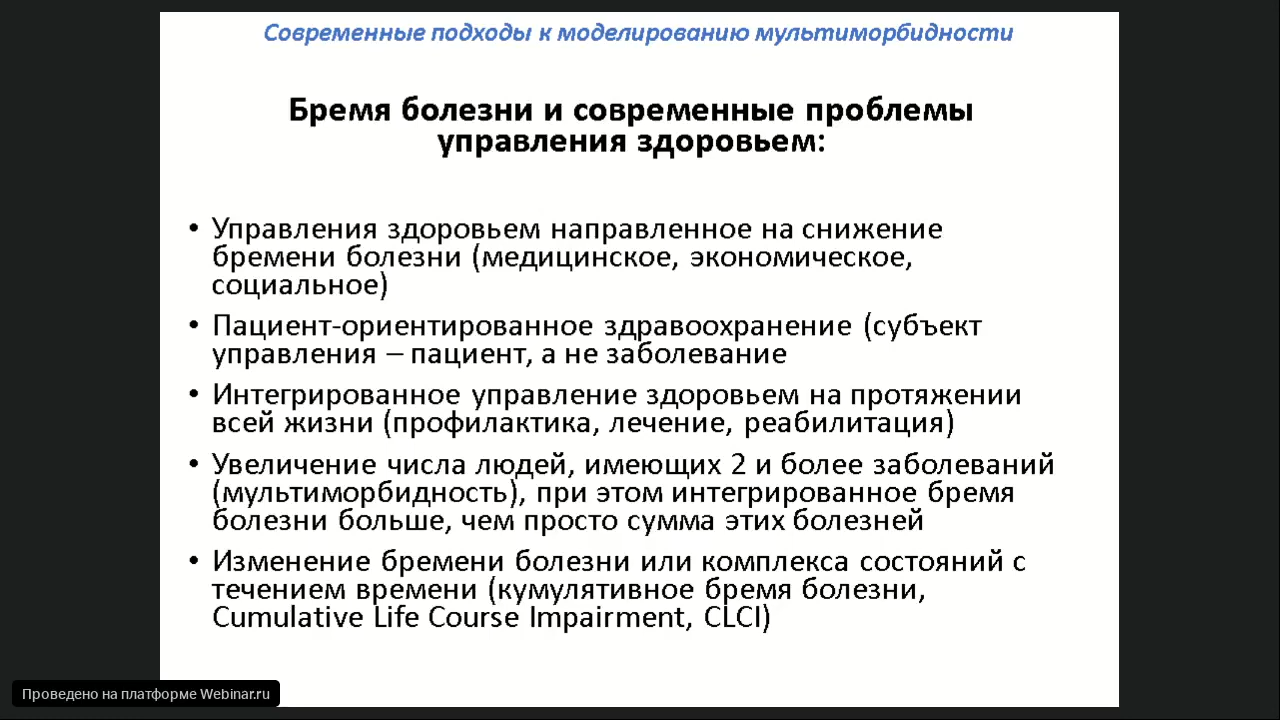 Современные подходы к моделированию мультиморбидности
Бремя болезни и современные проблемы
управления здоровьем:
• Управления здоровьем направленное на снижение
бремени болезни (медицинское, экономическое,
социальное)
• Пациент-ориентированное здравоохранение (субъект
управления – пациент, а не заболевание
• Интегрированное управление здоровьем на протяжении
всей жизни (профилактика, лечение, реабилитация)
• Увеличение числа людей, имеющих 2 и более заболеваний
(мультиморбидность), при этом интегрированное бремя
болезни больше, чем просто сумма этих болезней
• Изменение бремени болезни или комплекса состояний с
течением времени (кумулятивное бремя болезни,
Cumulative Life Course Impairment, CLCI)
Проведено на платформе Webinar.ru